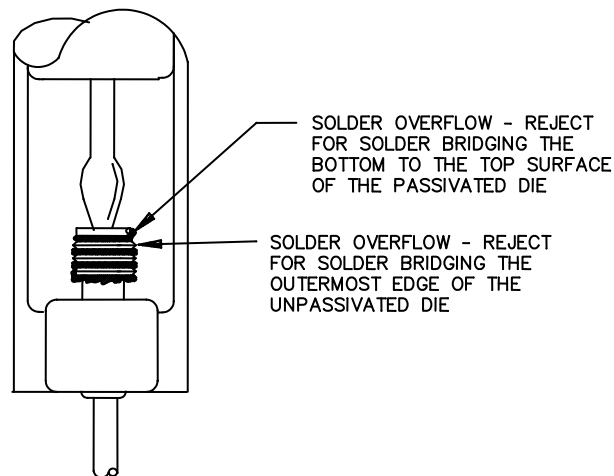 SOLDER OVERFLOW - REJECT
FOR SOLDER BRIDGING THE
BOTTOM TO THE TOP SURFACE
OF THE PASSIVATED DIE
SOLDER OVERFLOW - REJECT
FOR SOLDER BRIDGING THE
OUTERMOST EDGE OF THE
UNPASSIVATED DIE